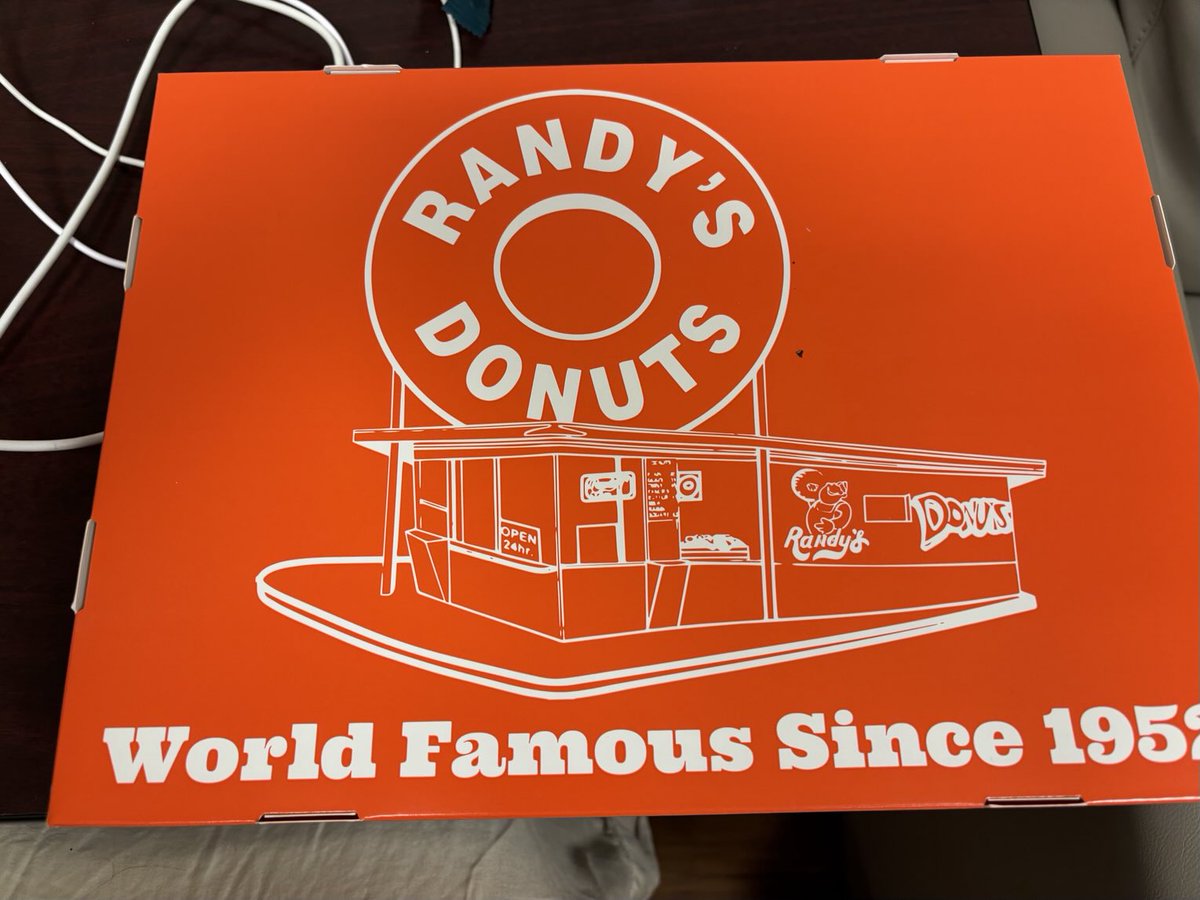 RANDY'S
DONUTS
OPEN
24hr.
Randy's
DONUTS
World Famous Since 1952